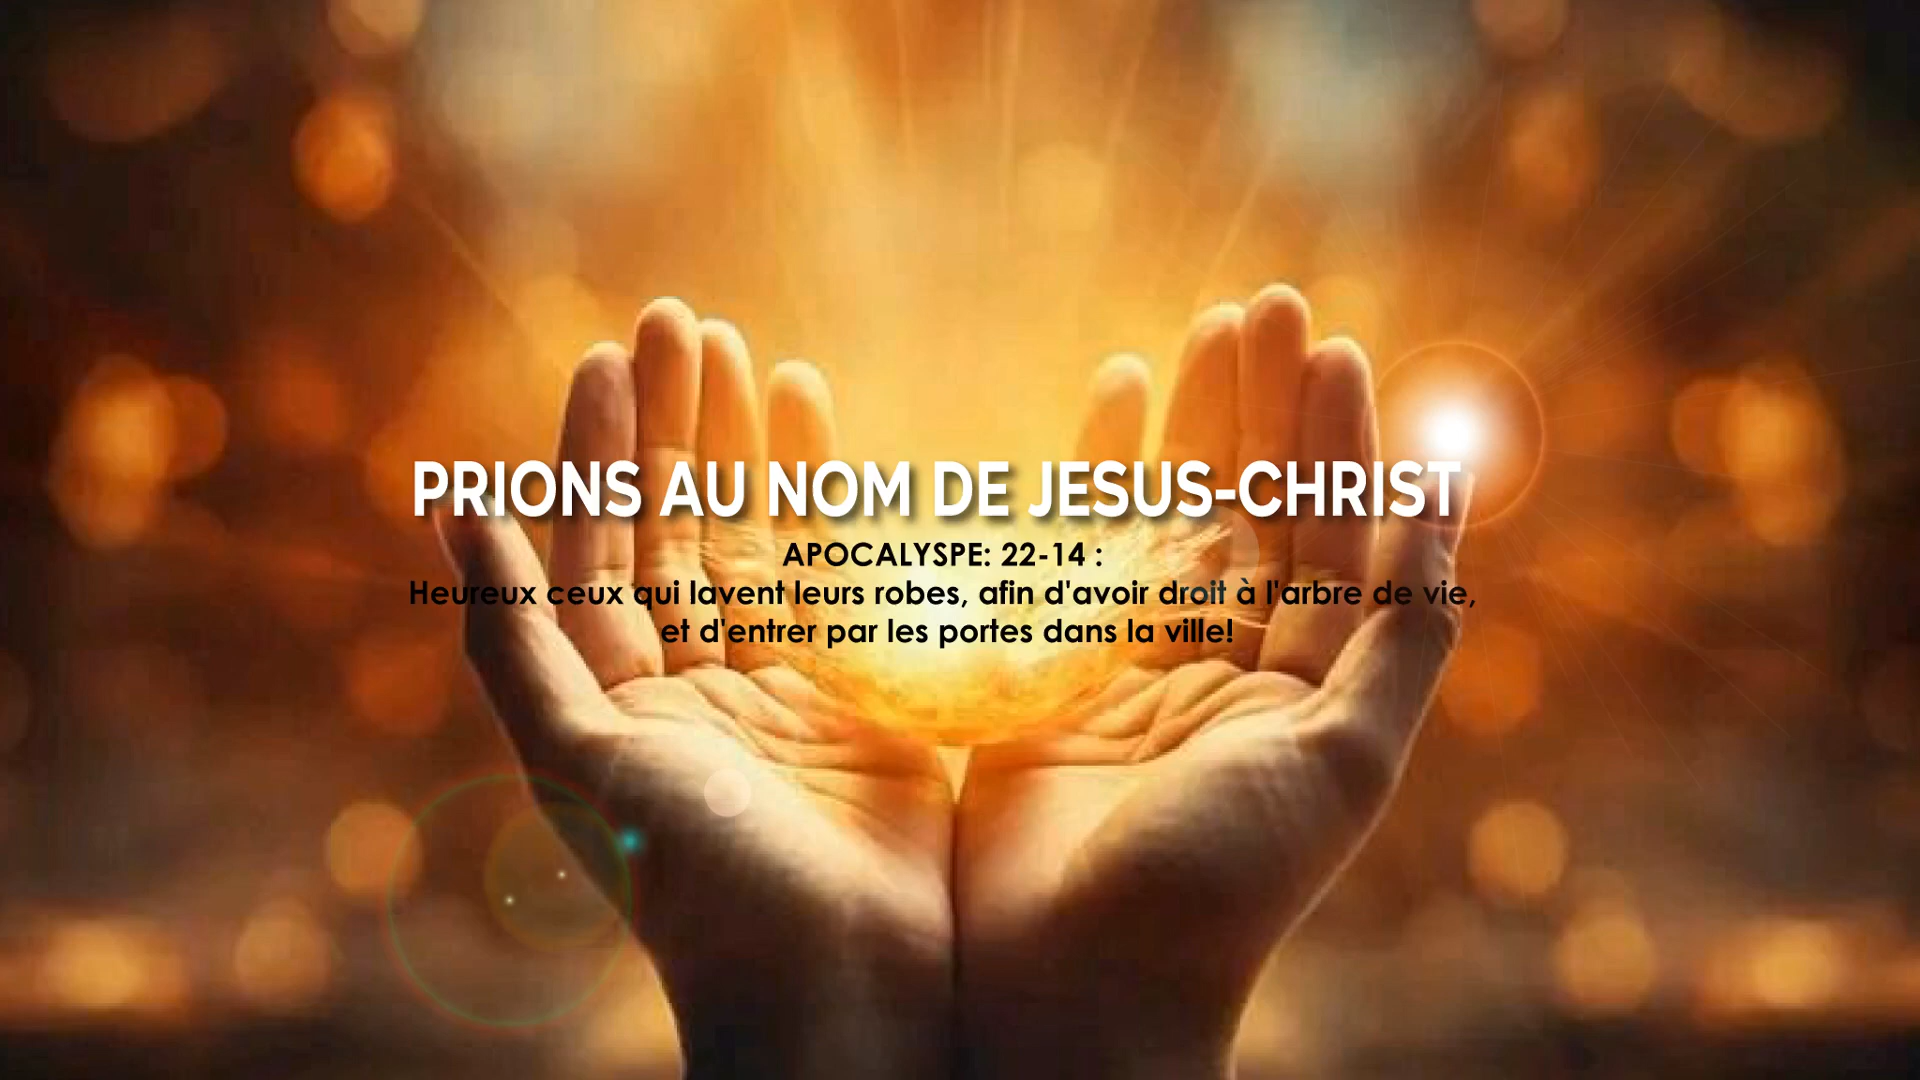 PRIONS AU NOM DE JESUS-CHRIST
APOCALYSPE: 22-14 :
Heureux ceux qui lavent leurs robes, afin d'avoir droit à l'arbre de vie,
et d'entrer par les portes dans la ville!